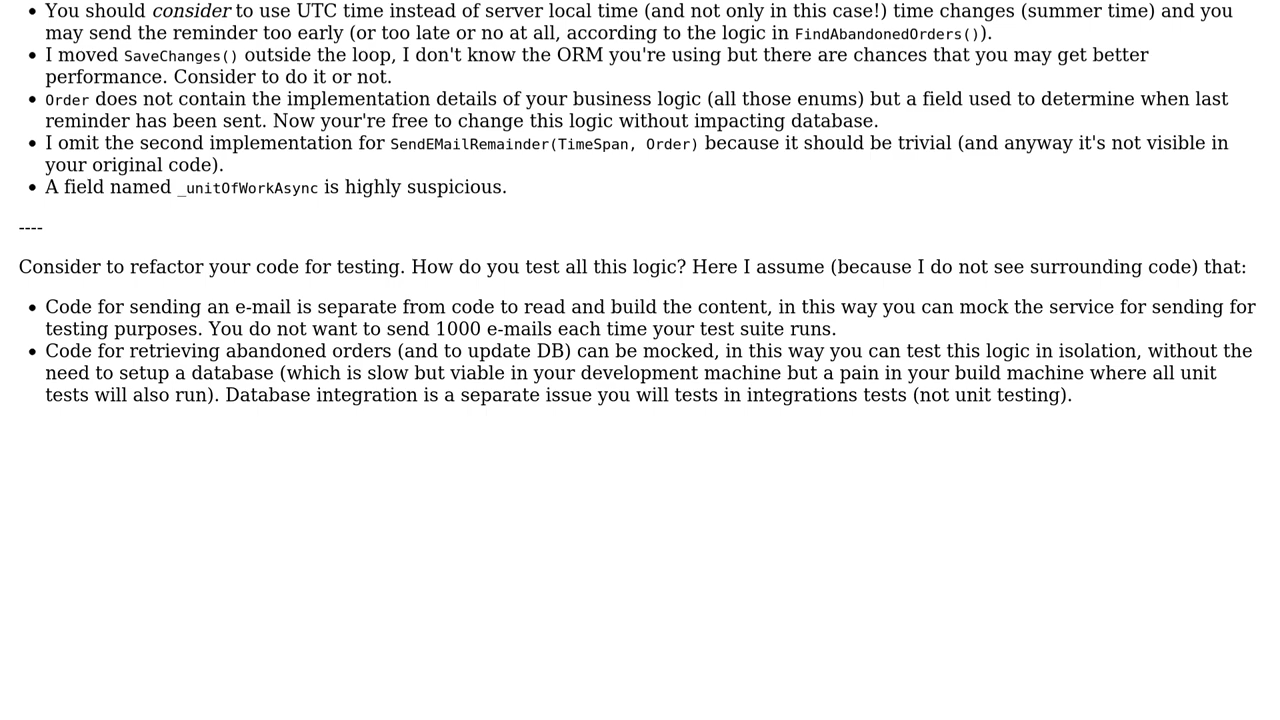 • You should consider to use UTC time instead of server local time (and not only in this case!) time changes (summer time) and you
may send the reminder too early (or too late or no at all, according to the logic in FindAbandonedOrders()).
• I moved SaveChanges() outside the loop, I don't know the ORM you're using but there are chances that you may get better
performance. Consider to do it or not.
• Order does not contain the implementation details of your business logic (all those enums) but a field used to determine when last
reminder has been sent. Now your're free to change this logic without impacting database.
• I omit the second implementation for SendEMailRemainder(TimeSpan, Order) because it should be trivial (and anyway it's not visible in
your original code).
• A field named _unitOfWorkAsync is highly suspicious.
----
Consider to refactor your code for testing. How do you test all this logic? Here I assume (because I do not see surrounding code) that:
• Code for sending an e-mail is separate from code to read and build the content, in this way you can mock the service for sending for
testing purposes. You do not want to send 1000 e-mails each time your test suite runs.
• Code for retrieving abandoned orders (and to update DB) can be mocked, in this way you can test this logic in isolation, without the
need to setup a database (which is slow but viable in your development machine but a pain in your build machine where all unit
tests will also run). Database integration is a separate issue you will tests in integrations tests (not unit testing).